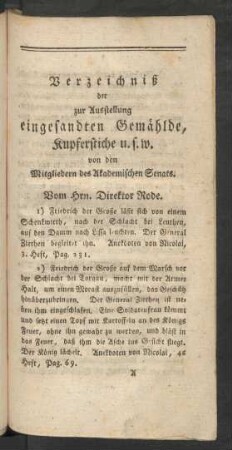 Verzeichniß
der
zur Ausstellung
eingesandten Gemählde,
Kupferstiche u. s. w.
von den
Mitgliedern des Akademischen Senats.
Vom Hrn. Direktor Rode.
1) Friedrich der Große läßt sich von einem
Schenkwirth, nach der Schlacht bei Leuthen,
auf den Damm nach Lissa leuchten. Der General
Ziethen begleitet ihn. Anekdoten von Nicolai,
3. Heft, Pag. 231.
2) Friedrich der Große auf dem Marsch vor
der Schlacht bei Torgau, macht mit der Armee
Halt, um einen Morast auszufüllen, das Geschütz
hinüberzubringen. Der General Ziethen ist ne-
ben ihm eingeschlafen. Eine Soldatenfrau kömmt
und setzt einen Topf mit Kartoffeln an des Königs
Feuer, ohne ihn gewahr zu werden, und bläst in
das Feuer, daß ihm die Asche ins Gesicht fliegt.
Der König lächelt. Anekdoten von Nicolai, 4s
Heft, Pag. 69.
A